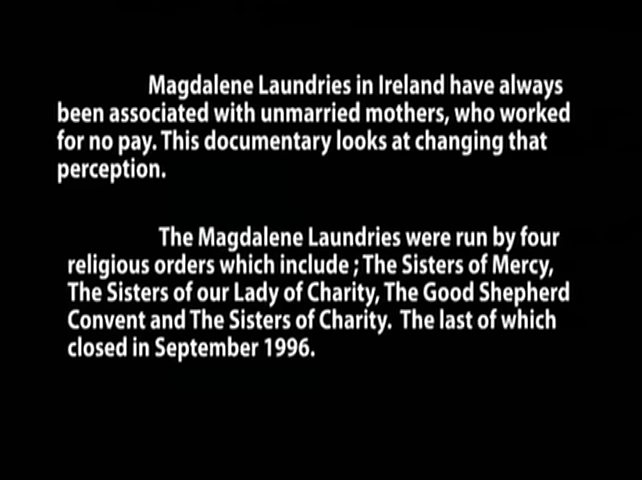 Magdalene Laundries in Ireland have always
been associated with unmarried mothers, who worked
for no pay. This documentary looks at changing that
perception.
The Magdalene Laundries were run by four
religious orders which include ; The Sisters of Mercy,
The Sisters of our Lady of Charity, The Good Shepherd
Convent and The Sisters of Charity. The last of which
closed in September 1996.